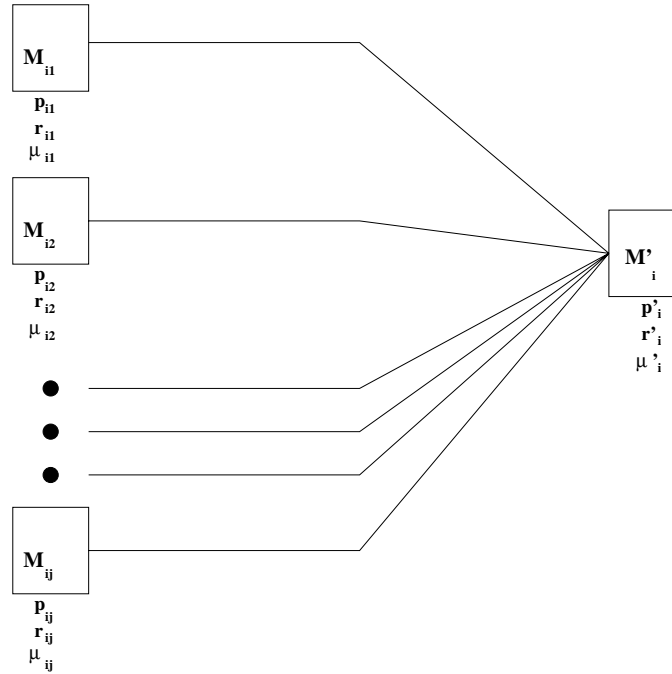 M_i1
p_i1
r_i1
μ_i1
M_i2
p_i2
r_i2
μ_i2
M_ij
p_ij
r_ij
μ_ij
M'_i
p'_i
r'_i
μ'_i